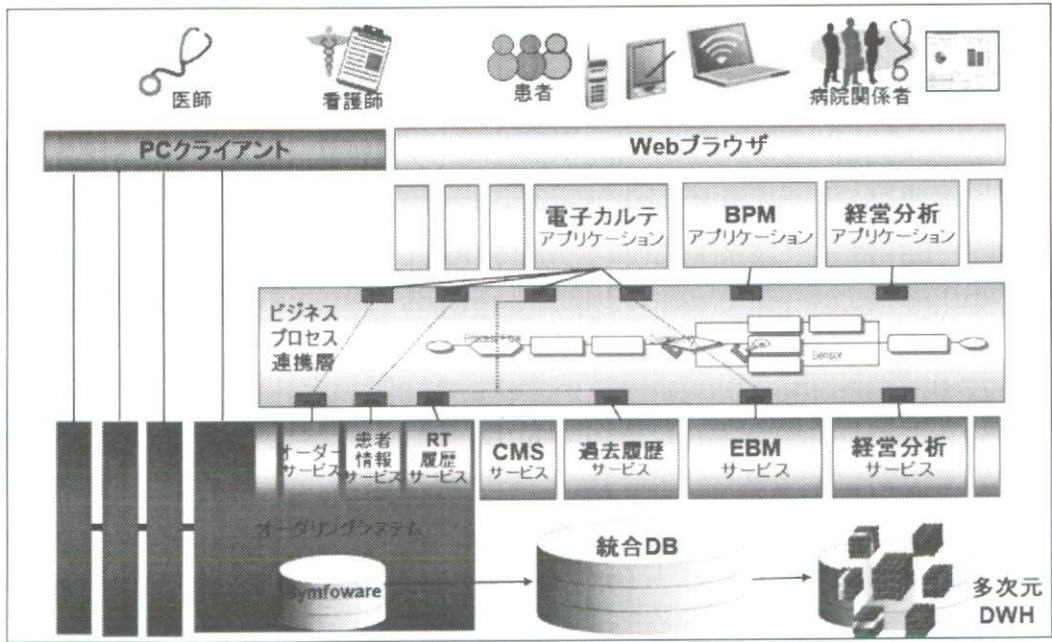 医師
看護師
患者
病院関係者
PCクライアント
Webブラウザ
電子カルテ
アプリケーション
BPM
アプリケーション
経営分析
アプリケーション
ビジネス
プロセス
連携層
Process Flow
Sensor
オーダー
サービス
患者
情報
サービス
RT
履歴
サービス
CMS
サービス
過去履歴
サービス
EBM
サービス
経営分析
サービス
オーダリングシステム
Symfoware
統合DB
多次元
DWH